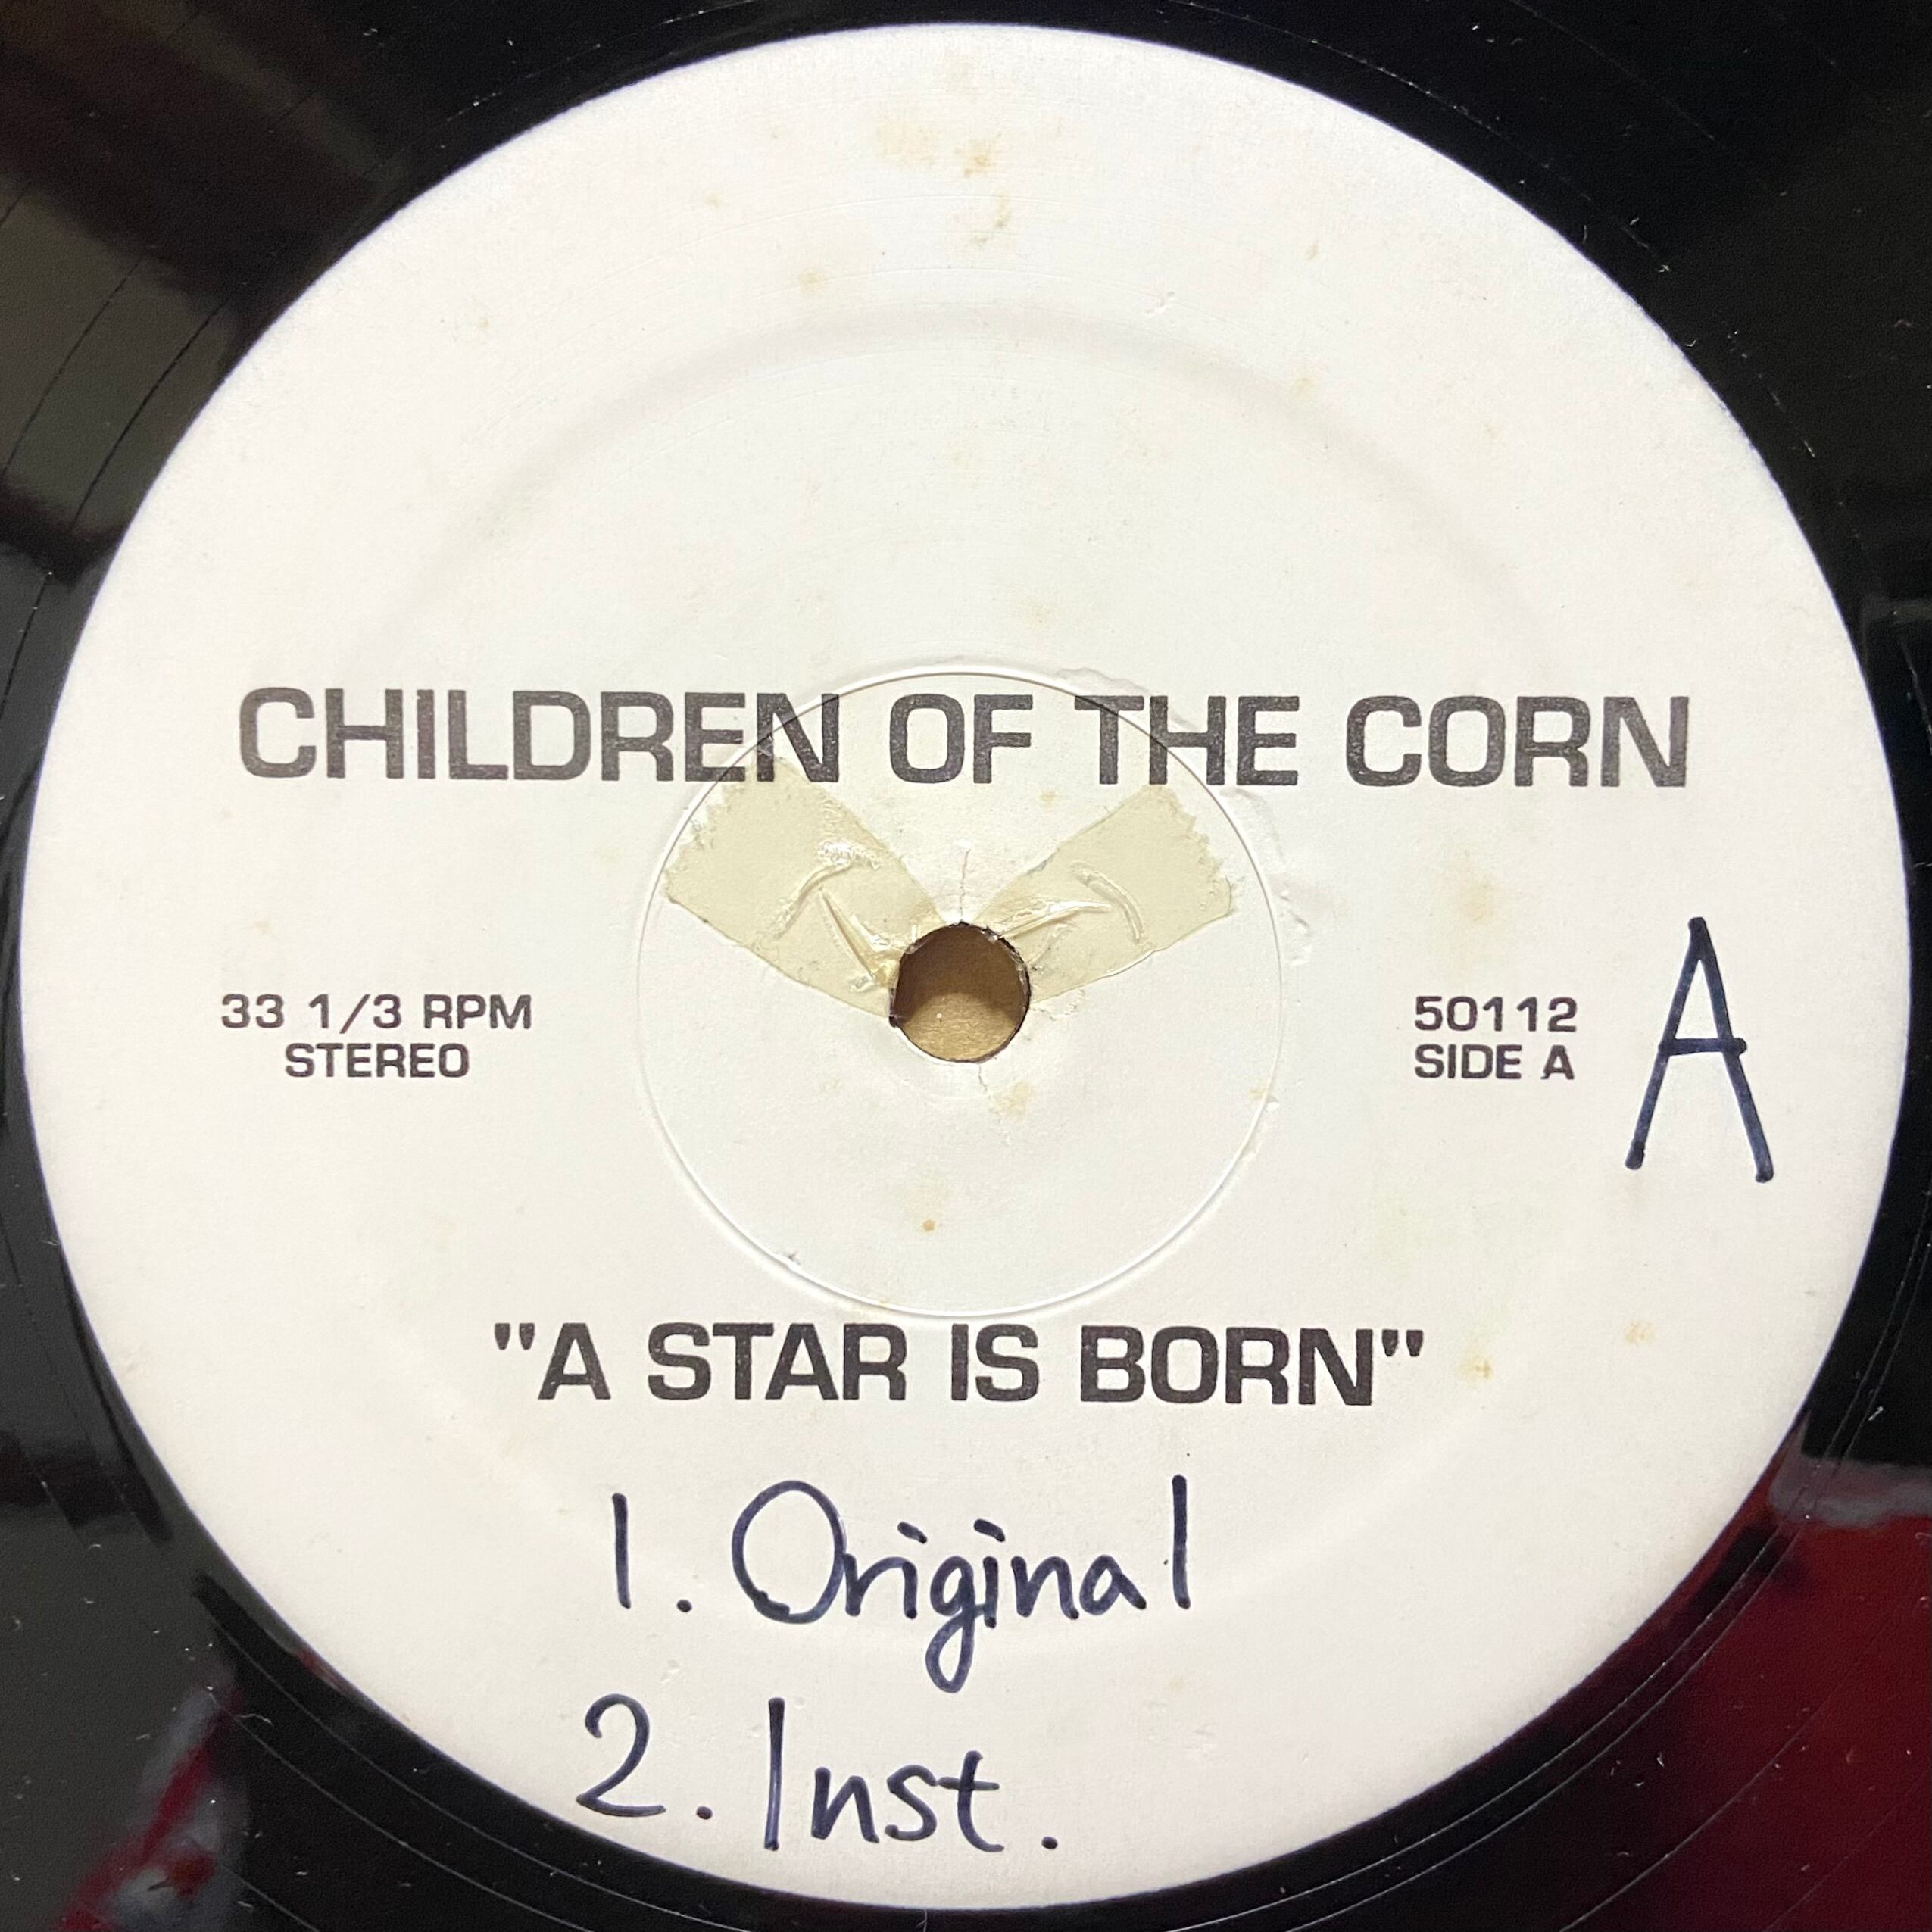 CHILDREN OF THE CORN
33 1/3 RPM
STEREO
50112
SIDE A
A
"A STAR IS BORN"
1. Original
2. Inst.